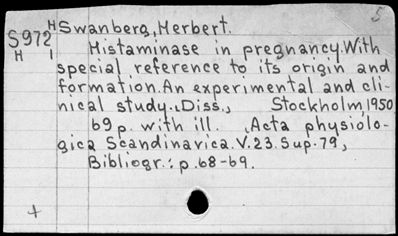 5
H Swanberg, Herbert.
S972 Histaminase in pregnancy. With
H I special reference to its origin and
formation. An experimental and cli-
nical study. (Diss., Stockholm, 1950
69 p. with ill. (Acta physiolo-
gica Scandinavica. V. 23. Sup. 79,
Bibliogr.: p. 68-69.
+